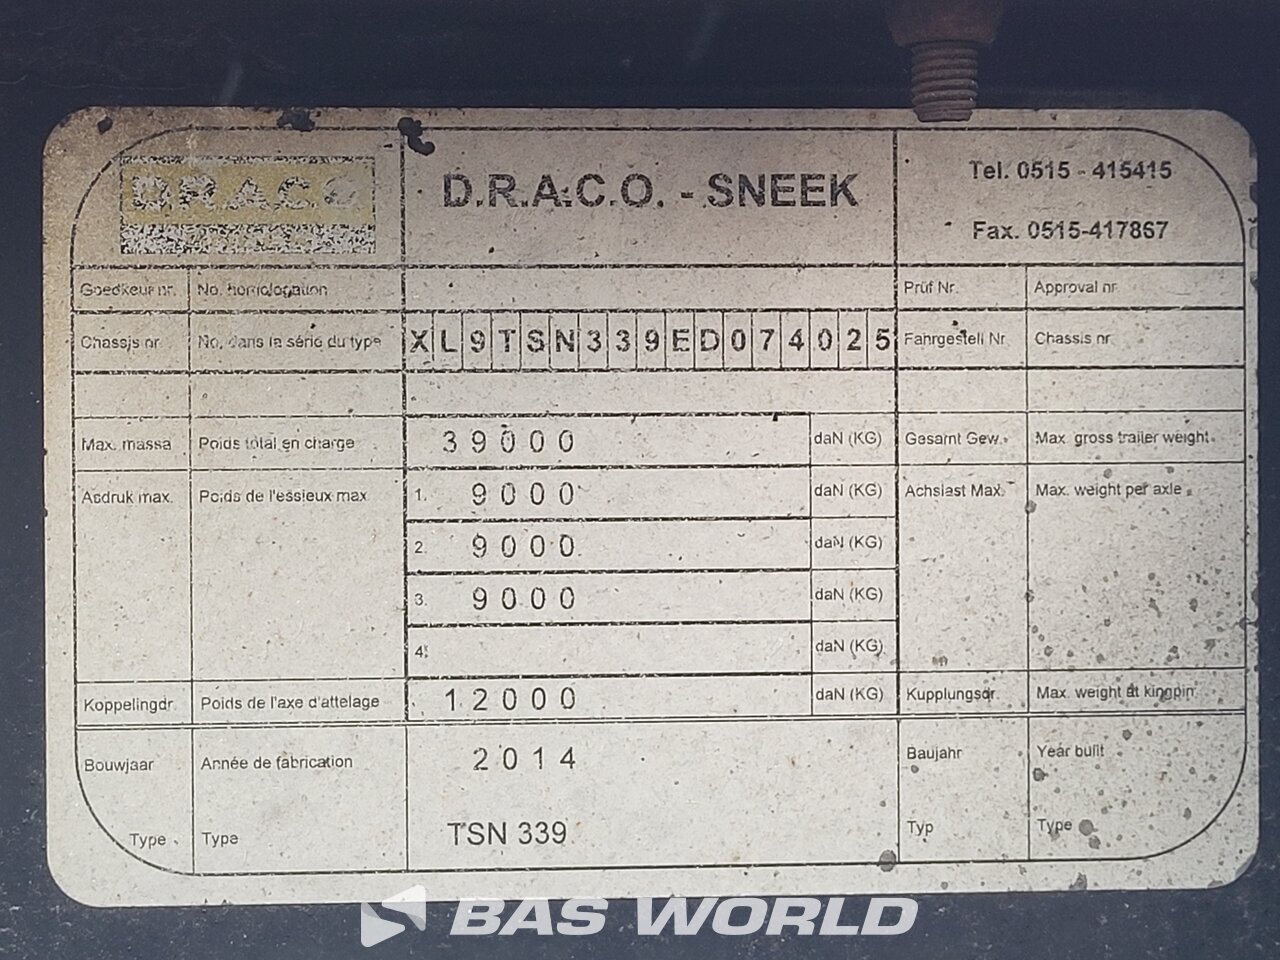 DRACO
D.R.A.C.O. - SNEEK
Tel. 0515 - 415415
Fax. 0515-417867
Goedkeur nr. No. homologation Prüf Nr. Approval nr
Chassis nr No. dans la série du type XL9TSN339ED074025 Fahrgestell Nr Chassis nr
Max. massa Poids total en charge 39000 daN (KG) Gesamt Gew. Max. gross trailer weight
Asdruk max. Poids de l'essieux max 1. 9000 daN (KG) Achslast Max. Max. weight per axle
2. 9000 daN (KG)
3. 9000 daN (KG)
4. daN (KG)
Koppelingdr Poids de l'axe d'attelage 12000 daN (KG) Kupplungsdr. Max. weight at kingpin
Bouwjaar Année de fabrication 2014 Baujahr Year built
Type Type TSN 339 Typ Type
BAS WORLD